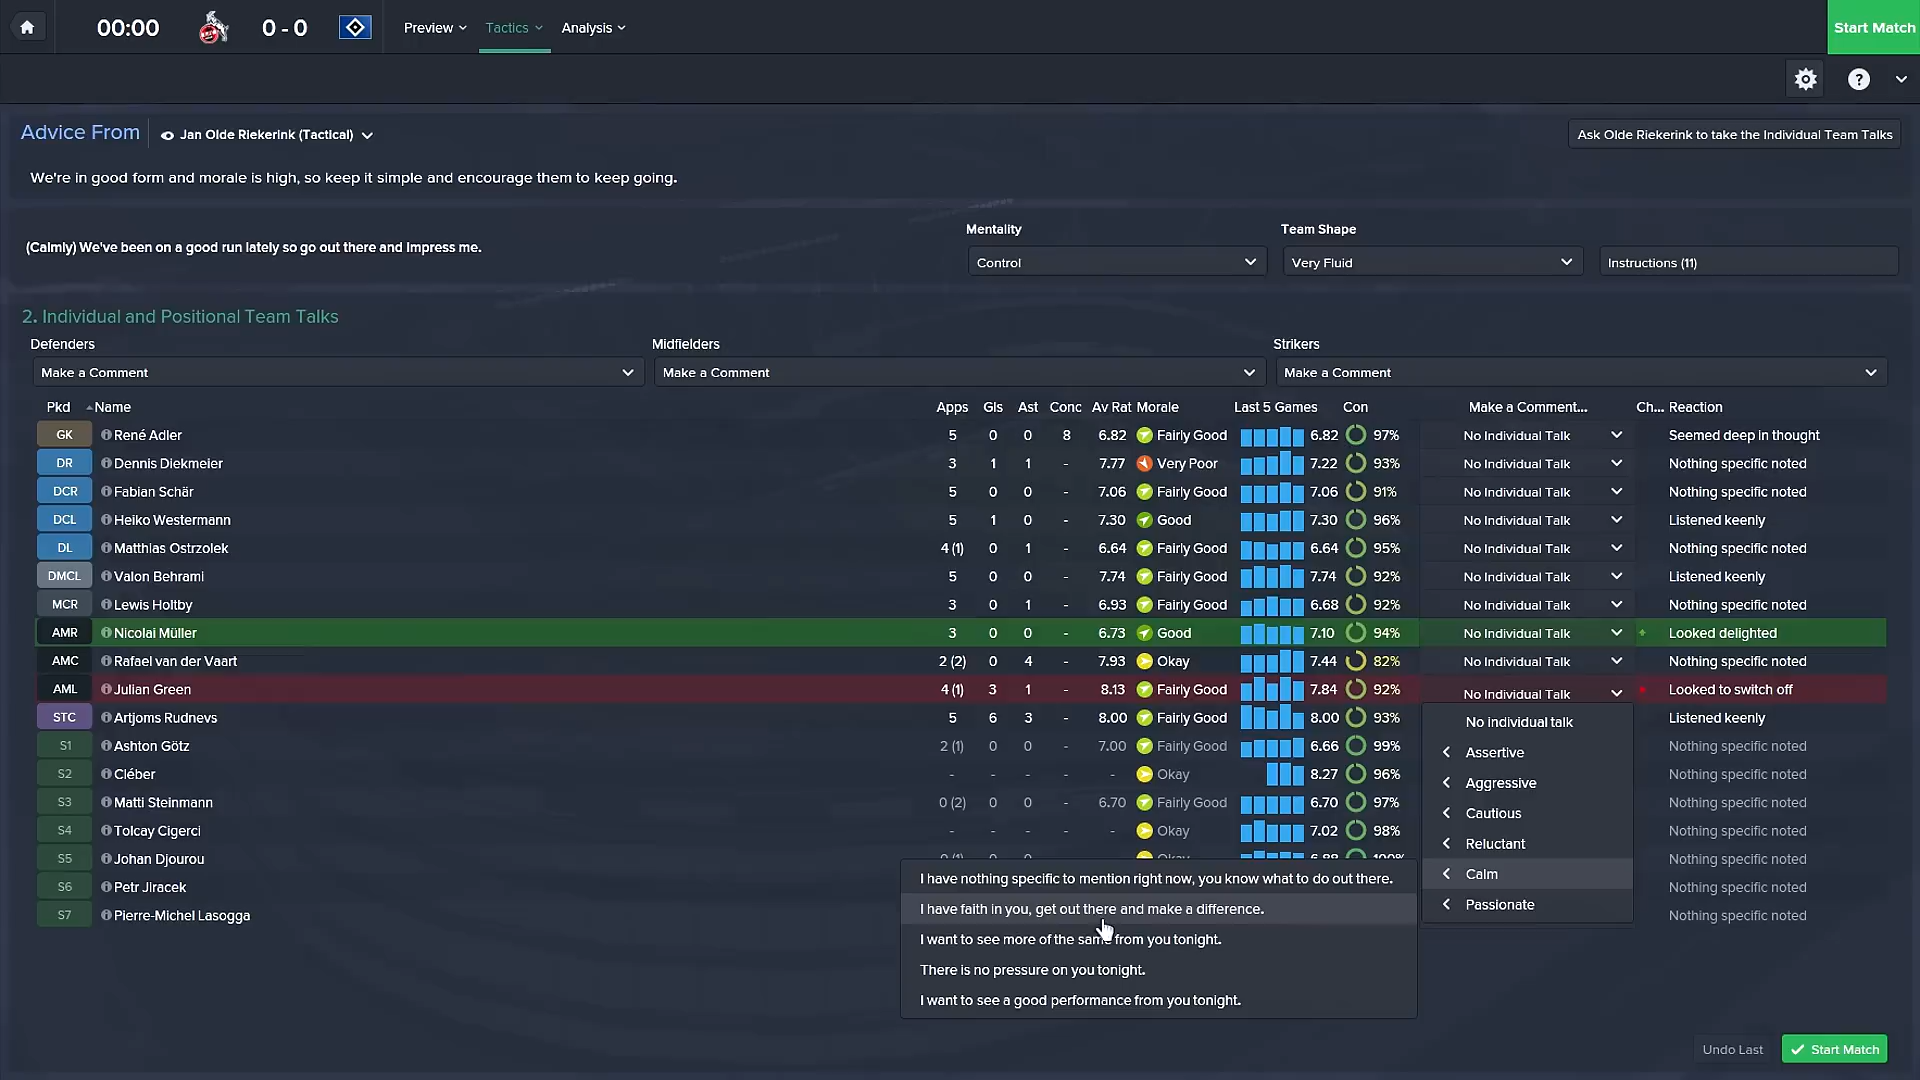 00:00 0 - 0 Preview Tactics Analysis Start Match
?
Advice From Jan Olde Riekerink (Tactical) Ask Olde Riekerink to take the Individual Team Talks
We're in good form and morale is high, so keep it simple and encourage them to keep going.
Mentality Team Shape
(Calmly) We've been on a good run lately so go out there and impress me.
Control Very Fluid Instructions (11)
2. Individual and Positional Team Talks
Defenders Midfielders Strikers
Make a Comment Make a Comment Make a Comment
Pkd Name Apps Gls Ast Conc Av Rat Morale Last 5 Games Con Make a Comment... Ch... Reaction
GK René Adler 5 0 0 8 6.82 Fairly Good 6.82 97% No Individual Talk Seemed deep in thought
DR Dennis Diekmeier 3 1 1 - 7.77 Very Poor 7.22 93% No Individual Talk Nothing specific noted
DCR Fabian Schär 5 0 0 - 7.06 Fairly Good 7.06 91% No Individual Talk Nothing specific noted
DCL Heiko Westermann 5 1 0 - 7.30 Good 7.30 96% No Individual Talk Listened keenly
DL Matthias Ostrzolek 4 (1) 0 1 - 6.64 Fairly Good 6.64 95% No Individual Talk Nothing specific noted
DMCL Valon Behrami 5 0 0 - 7.74 Fairly Good 7.74 92% No Individual Talk Listened keenly
MCR Lewis Holtby 3 0 1 - 6.93 Fairly Good 6.68 92% No Individual Talk Nothing specific noted
AMR Nicolai Müller 3 0 0 - 6.73 Good 7.10 94% No Individual Talk Looked delighted
AMC Rafael van der Vaart 2 (2) 0 4 - 7.93 Okay 7.44 82% No Individual Talk Nothing specific noted
AML Julian Green 4 (1) 3 1 - 8.13 Fairly Good 7.84 92% No Individual Talk Looked to switch off
STC Artjoms Rudnevs 5 6 3 - 8.00 Fairly Good 8.00 93% No individual talk Listened keenly
S1 Ashton Götz 2 (1) 0 0 - 7.00 Fairly Good 6.66 99% Assertive Nothing specific noted
S2 Cléber - - - - - Okay 8.27 96% Aggressive Nothing specific noted
S3 Matti Steinmann 0 (2) 0 0 - 6.70 Fairly Good 6.70 97% Cautious Nothing specific noted
S4 Tolcay Cigerci - - - - - Okay 7.02 98% Reluctant Nothing specific noted
S5 Johan Djourou Nothing specific noted
I have nothing specific to mention right now, you know what to do out there. Calm
S6 Petr Jiracek Nothing specific noted
I have faith in you, get out there and make a difference. Passionate
S7 Pierre-Michel Lasogga Nothing specific noted
I want to see more of the same from you tonight.
There is no pressure on you tonight.
I want to see a good performance from you tonight.
Undo Last Start Match